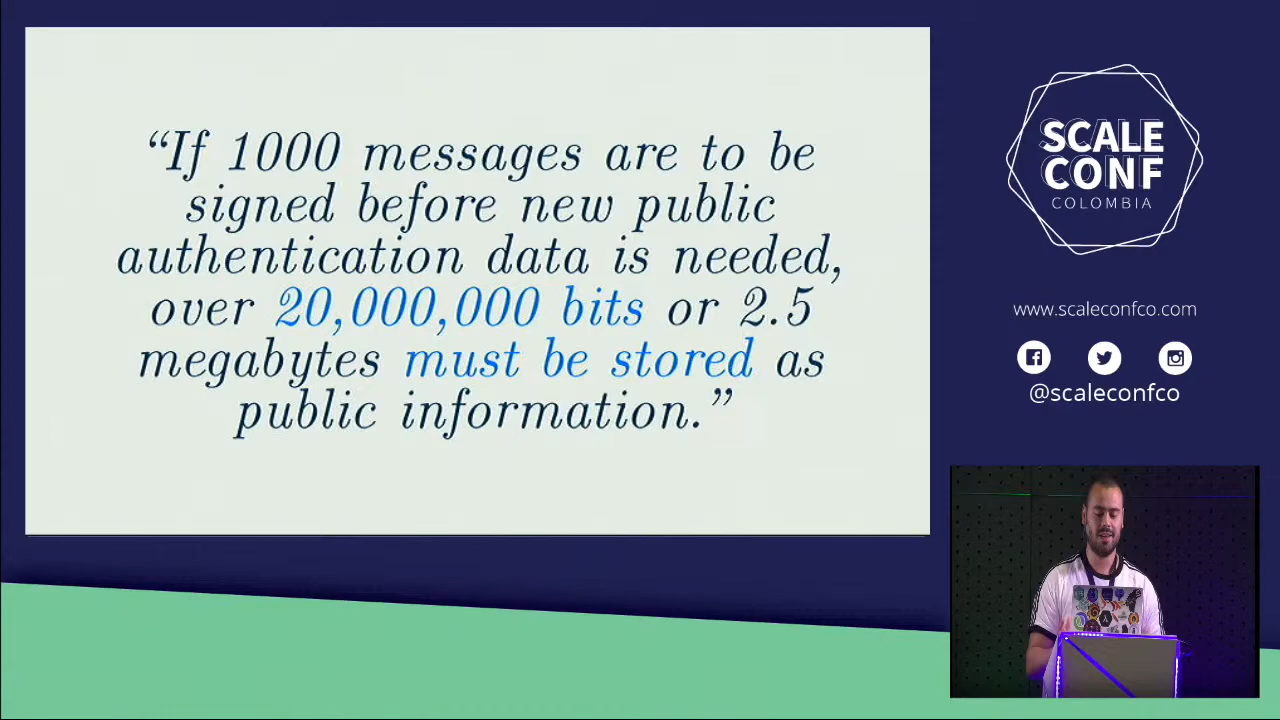 “If 1000 messages are to be
signed before new public
authentication data is needed,
over 20,000,000 bits or 2.5
megabytes must be stored as
public information.”
SCALE
CONF
COLOMBIA
www.scaleconfco.com
@scaleconfco